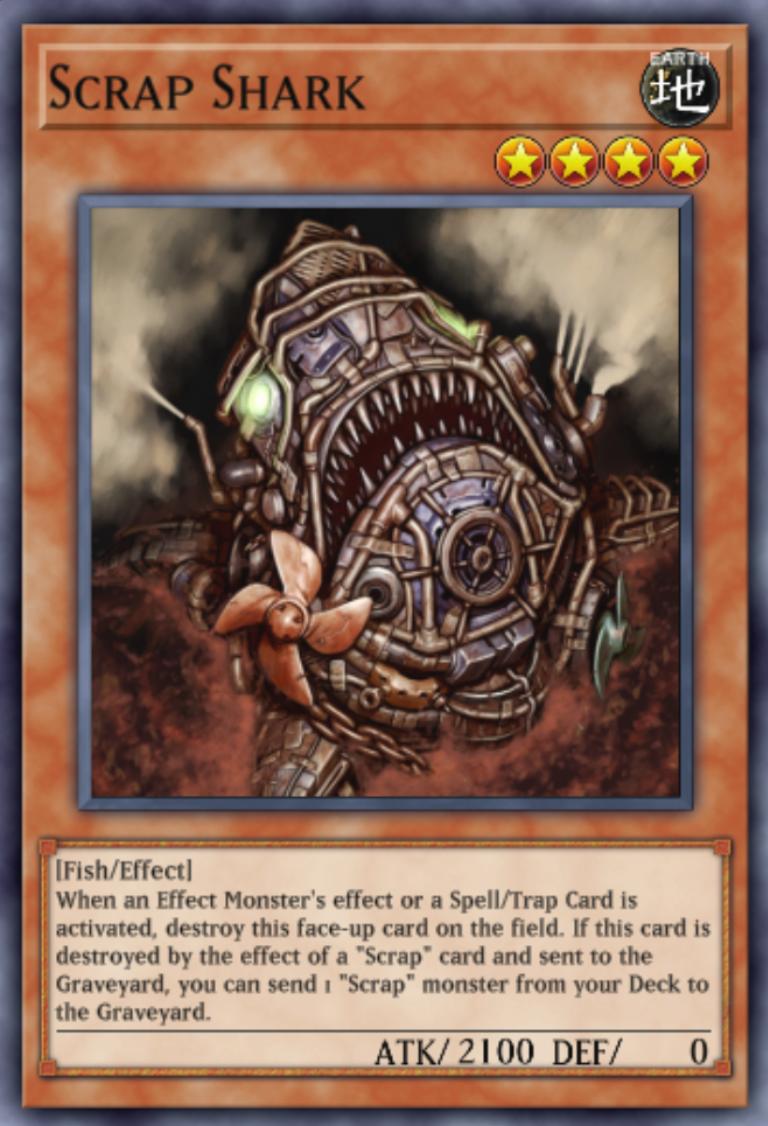 Scrap Shark
EARTH
地
[Fish/Effect]
When an Effect Monster's effect or a Spell/Trap Card is
activated, destroy this face-up card on the field. If this card is
destroyed by the effect of a "Scrap" card and sent to the
Graveyard, you can send 1 "Scrap" monster from your Deck to
the Graveyard.
ATK/ 2100 DEF/ 0